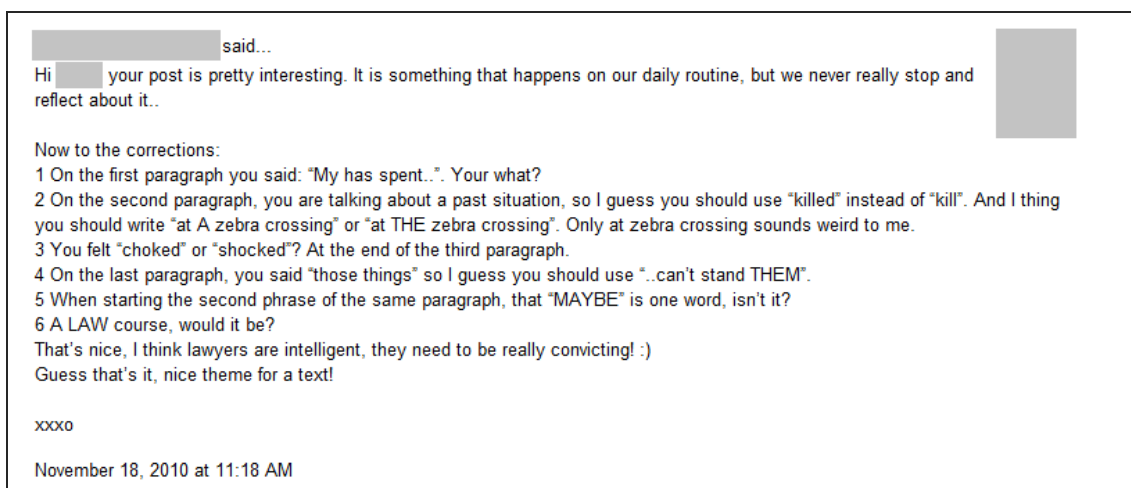 said...
Hi your post is pretty interesting. It is something that happens on our daily routine, but we never really stop and
reflect about it..
Now to the corrections:
1 On the first paragraph you said: “My has spent..”. Your what?
2 On the second paragraph, you are talking about a past situation, so I guess you should use “killed” instead of “kill”. And I thing
you should write “at A zebra crossing” or “at THE zebra crossing”. Only at zebra crossing sounds weird to me.
3 You felt “choked” or “shocked”? At the end of the third paragraph.
4 On the last paragraph, you said “those things” so I guess you should use “..can’t stand THEM”.
5 When starting the second phrase of the same paragraph, that “MAYBE” is one word, isn’t it?
6 A LAW course, would it be?
That’s nice, I think lawyers are intelligent, they need to be really convicting! :)
Guess that’s it, nice theme for a text!
xxxo
November 18, 2010 at 11:18 AM